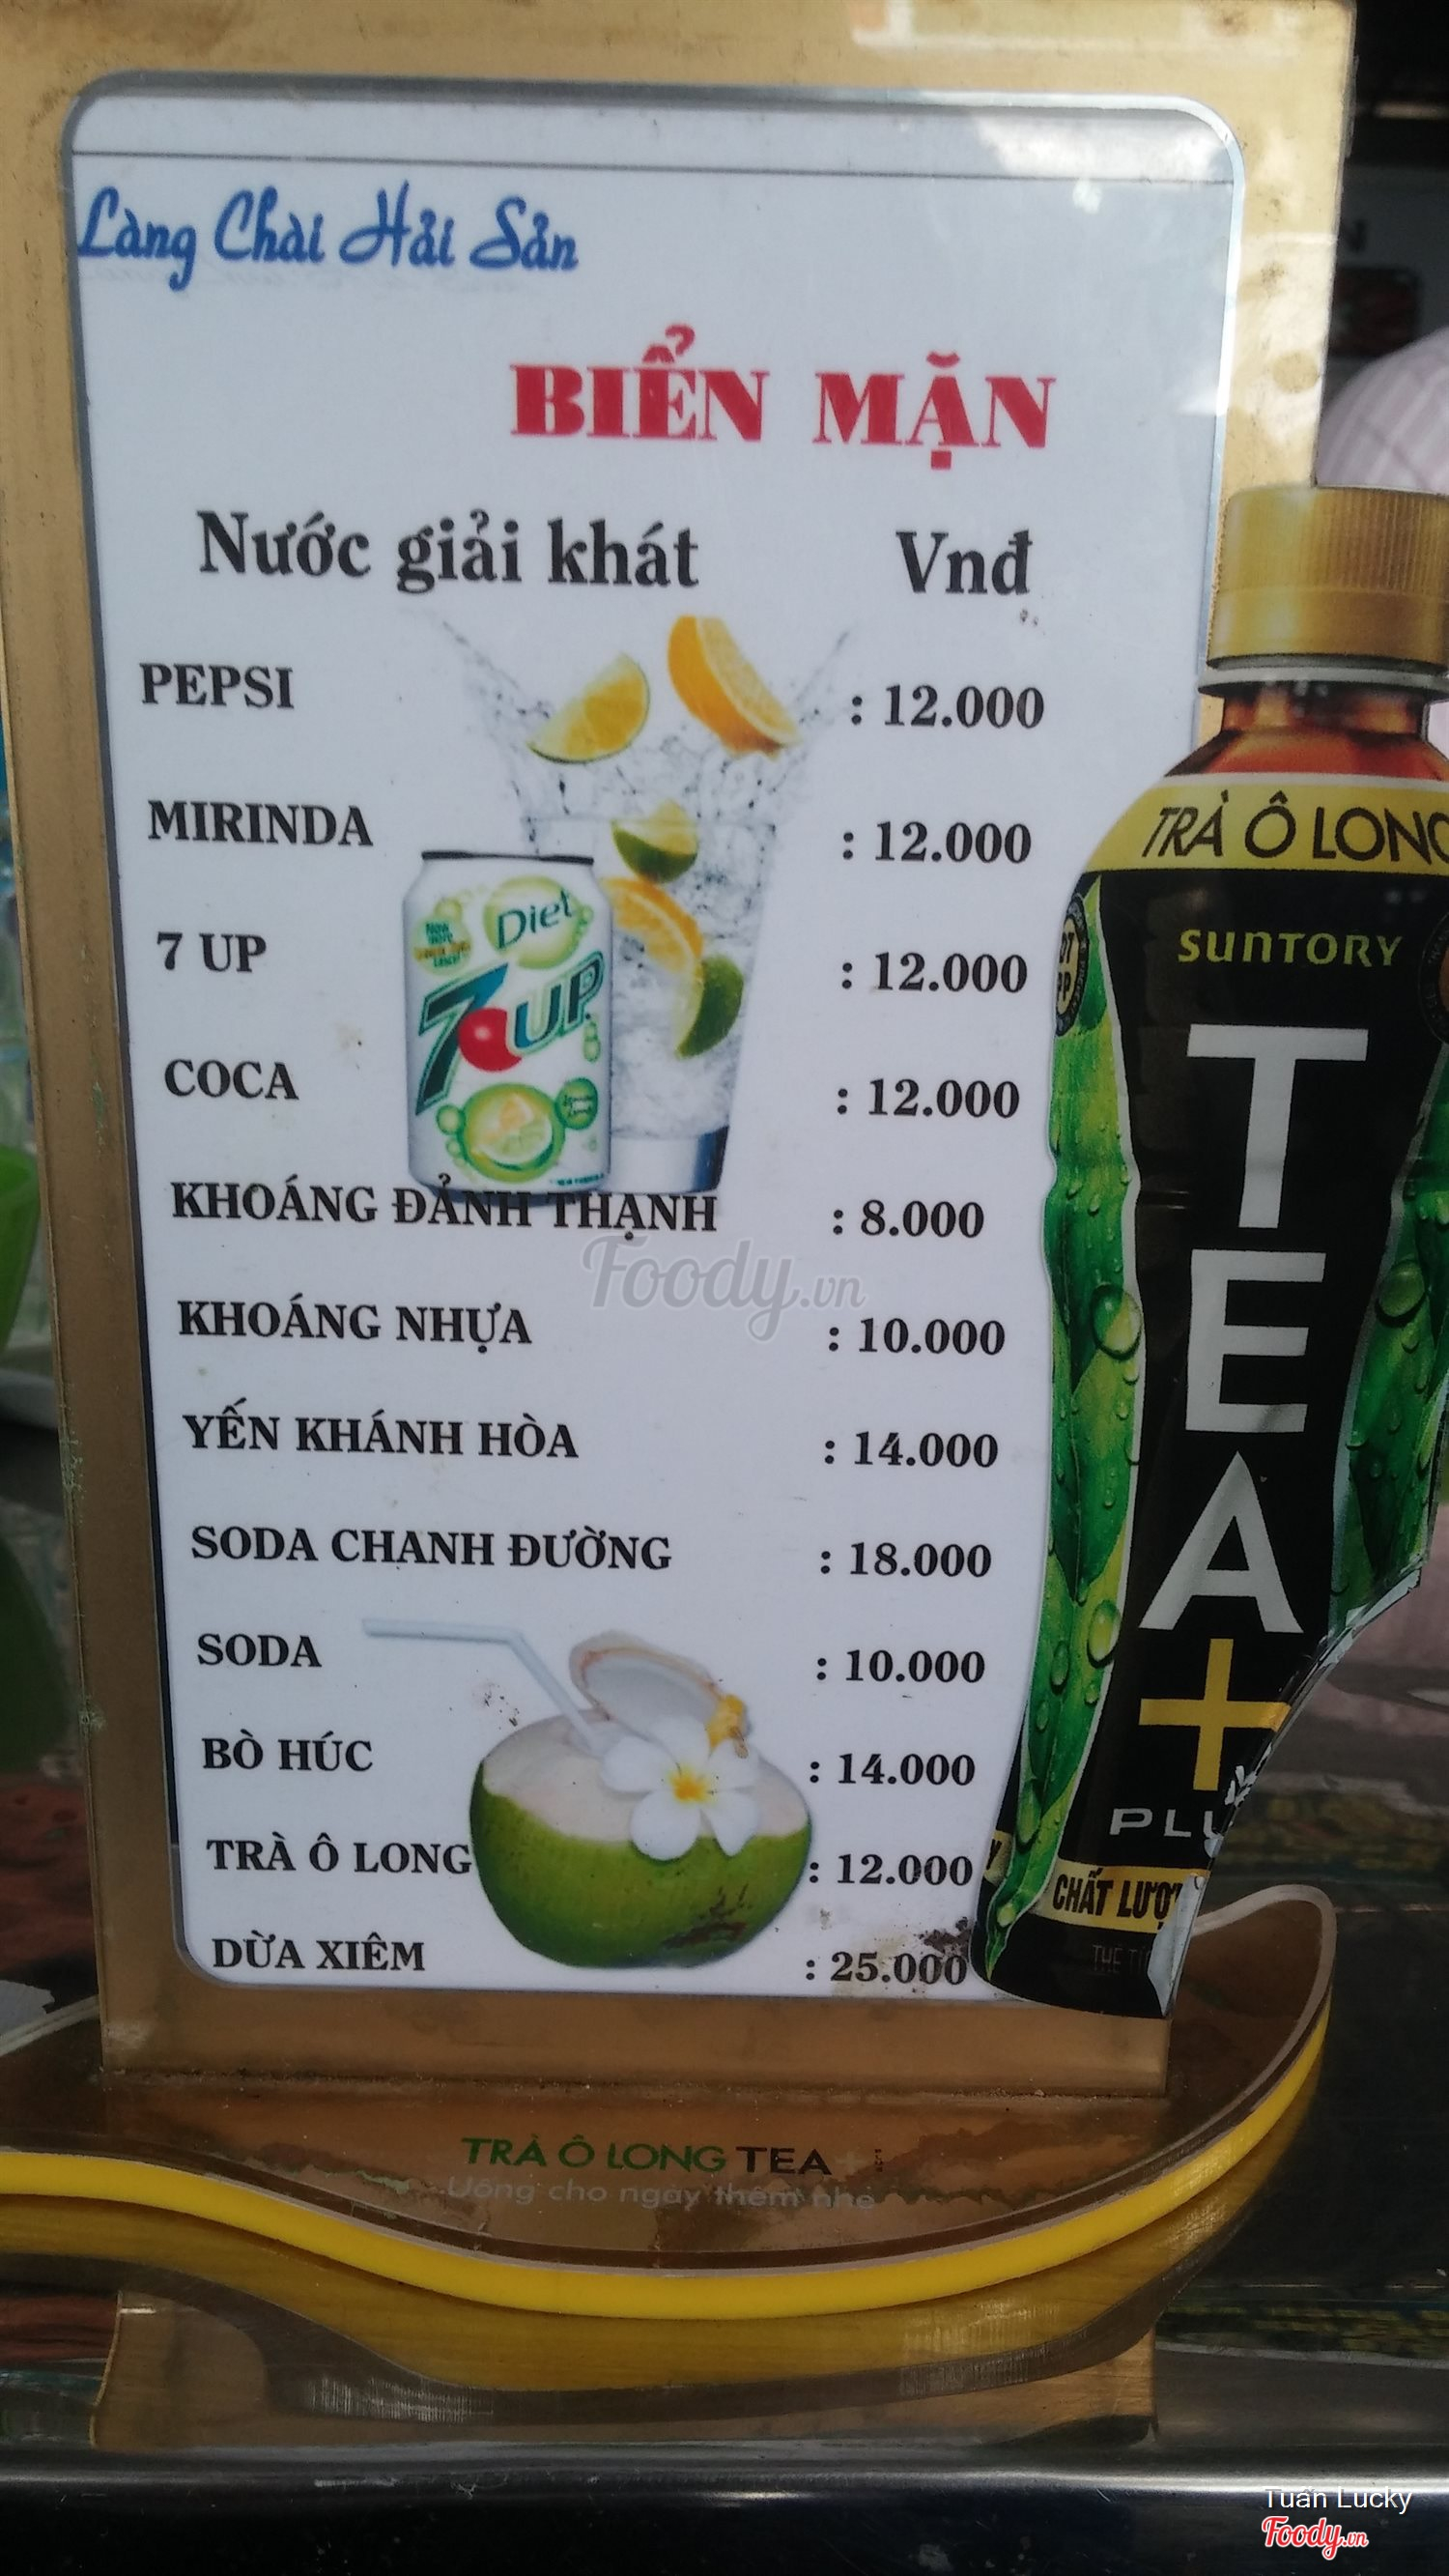 Làng Chài Hải Sản
BIỂN MẶN
Nước giải khát Vnđ
PEPSI : 12.000
MIRINDA : 12.000
7 UP : 12.000
COCA : 12.000
KHOÁNG ĐẢNH THẠNH : 8.000
KHOÁNG NHỰA : 10.000
YẾN KHÁNH HÒA : 14.000
SODA CHANH ĐƯỜNG : 18.000
SODA : 10.000
BÒ HÚC : 14.000
TRÀ Ô LONG : 12.000
DỪA XIÊM : 25.000
Diet
7UP
Foody.vn
TRÀ Ô LONG
SUNTORY
TEA
+
PLU
CHẤT LƯỢ
TRÀ Ô LONG TEA
Uống cho ngày thêm nhẹ
Tuấn Lucky
Foody.vn